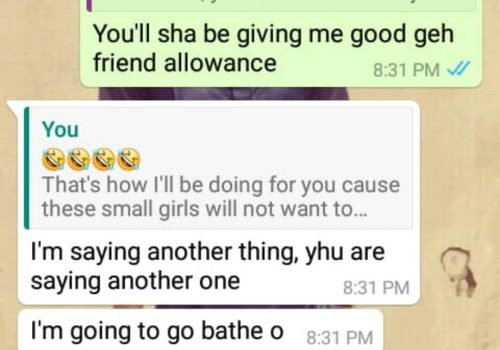 You'll sha be giving me good geh
friend allowance
8:31 PM
You
🤣🤣🤣🤣
That's how I'll be doing for you cause
these small girls will not want to...
I'm saying another thing, yhu are
saying another one
8:31 PM
I'm going to go bathe o
8:31 PM